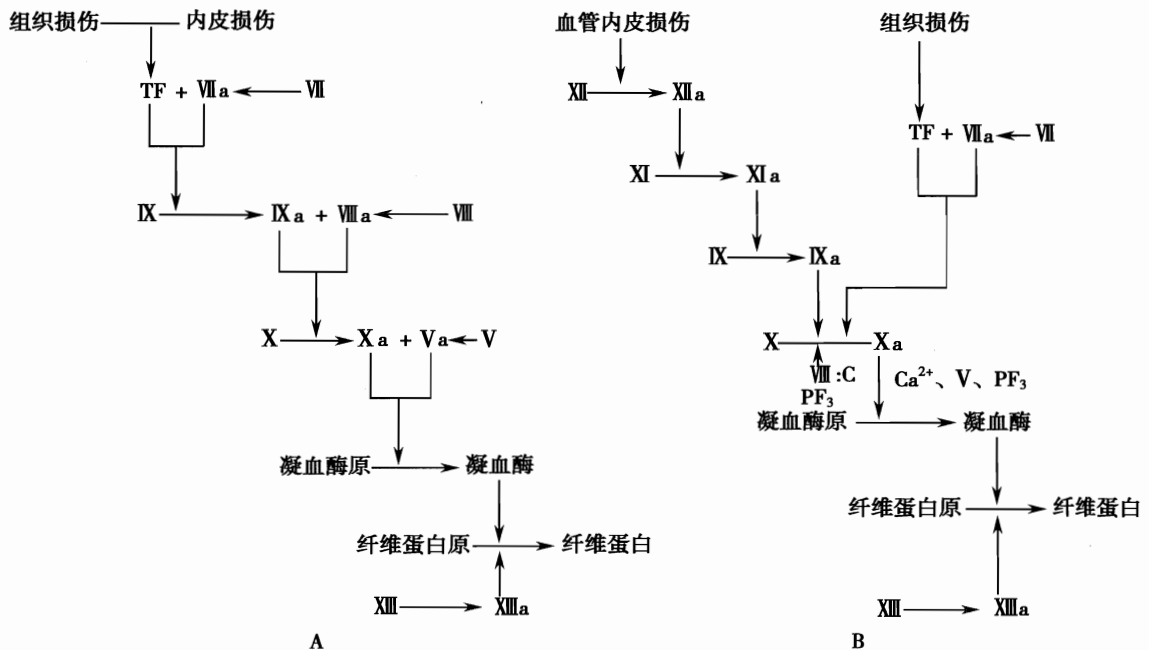 组织损伤 内皮损伤
TF + Ⅶa Ⅶ
Ⅸ Ⅸa + Ⅷa Ⅷ
Ⅹ Ⅹa + Ⅴa Ⅴ
凝血酶原 凝血酶
纤维蛋白原 纤维蛋白
ⅩⅢ ⅩⅢa
A
血管内皮损伤 组织损伤
Ⅻ Ⅻa
TF + Ⅶa Ⅶ
Ⅺ Ⅺa
Ⅸ Ⅸa
Ⅹ Ⅹa
Ⅷ:C
PF₃
Ca²⁺、Ⅴ、PF₃
凝血酶原 凝血酶
纤维蛋白原 纤维蛋白
ⅩⅢ ⅩⅢa
B